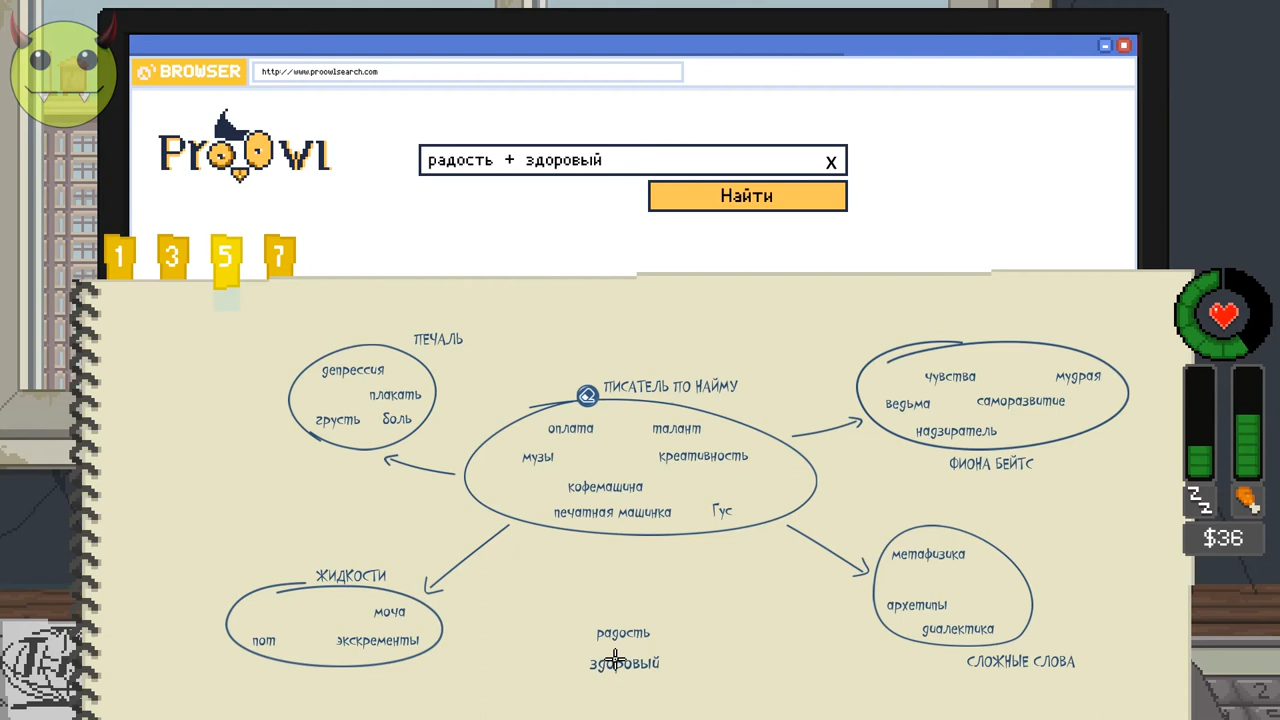 BROWSER
http://www.proowlsearch.com
PrOOwl
радость + здоровый
X
Найти
1 3 5 7
ПЕЧАЛЬ
депрессия
плакать
грусть боль
ПИСАТЕЛЬ ПО НАЙМУ
оплата талант
музы креативность
кофемашина
печатная машинка Гус
чувства мудрая
ведьма саморазвитие
надзиратель
ФИОНА БЕЙТС
ЖИДКОСТИ
моча
пот экскременты
радость
здоровый
метафизика
архетипы
диалектика
СЛОЖНЫЕ СЛОВА
zzz
$36